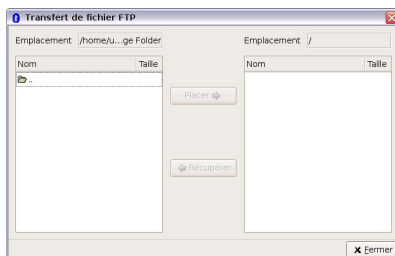 Transfert de fichier FTP
Emplacement /home/u...ge Folder Emplacement /
Nom Taille Nom Taille
..
Placer
Récupérer
Fermer